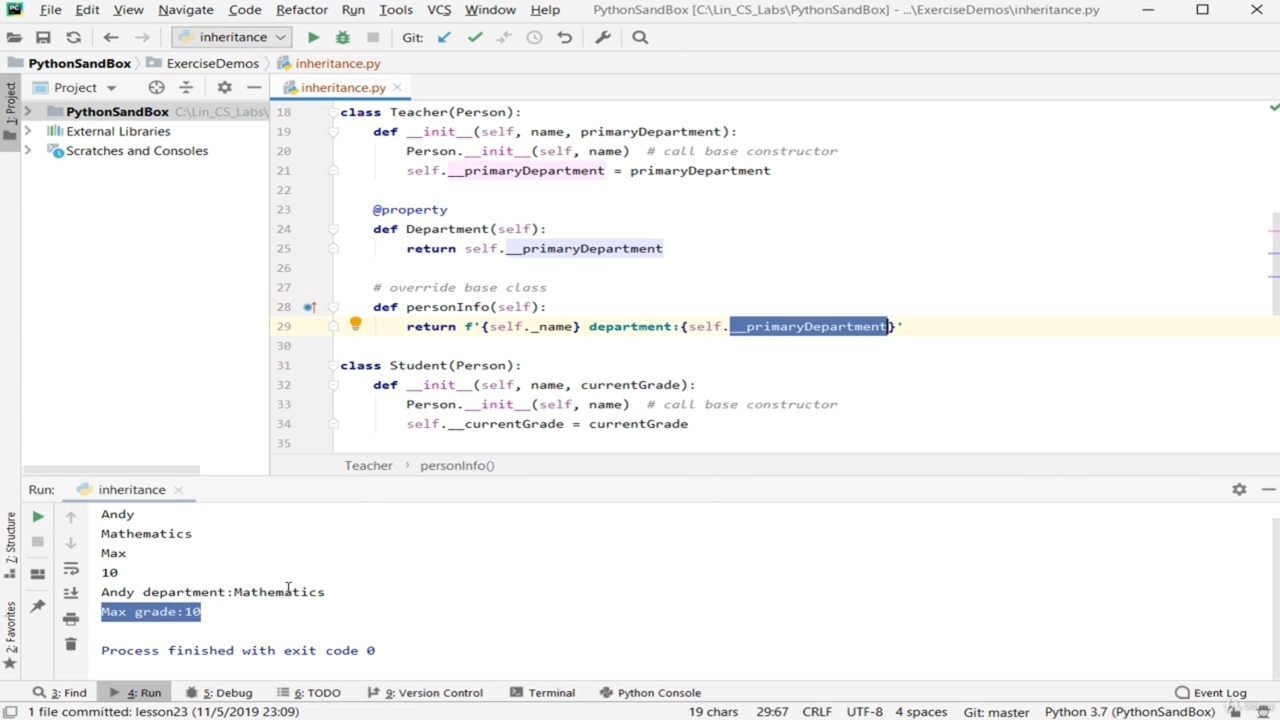 File Edit View Navigate Code Refactor Run Tools VCS Window Help PythonSandBox [C:\Lin_CS_Labs\PythonSandBox] - ...\ExerciseDemos\inheritance.py
inheritance Git:
PythonSandBox ExerciseDemos inheritance.py
1: Project
Project
inheritance.py
PythonSandBox C:\Lin_CS_Labs\
External Libraries
Scratches and Consoles
18 class Teacher(Person):
19 def __init__(self, name, primaryDepartment):
20 Person.__init__(self, name) # call base constructor
21 self.__primaryDepartment = primaryDepartment
22
23 @property
24 def Department(self):
25 return self.__primaryDepartment
26
27 # override base class
28 def personInfo(self):
29 return f'{self._name} department:{self.__primaryDepartment}'
30
31 class Student(Person):
32 def __init__(self, name, currentGrade):
33 Person.__init__(self, name) # call base constructor
34 self.__currentGrade = currentGrade
35
Teacher › personInfo()
Run: inheritance
Andy
Mathematics
Max
10
Andy department:Mathematics
Max grade:10
Process finished with exit code 0
Z: Structure
2: Favorites
3: Find 4: Run 5: Debug 6: TODO 9: Version Control Terminal Python Console Event Log
1 file committed: lesson23 (11/5/2019 23:09) 19 chars 29:67 CRLF UTF-8 4 spaces Git: master Python 3.7 (PythonSandBox)